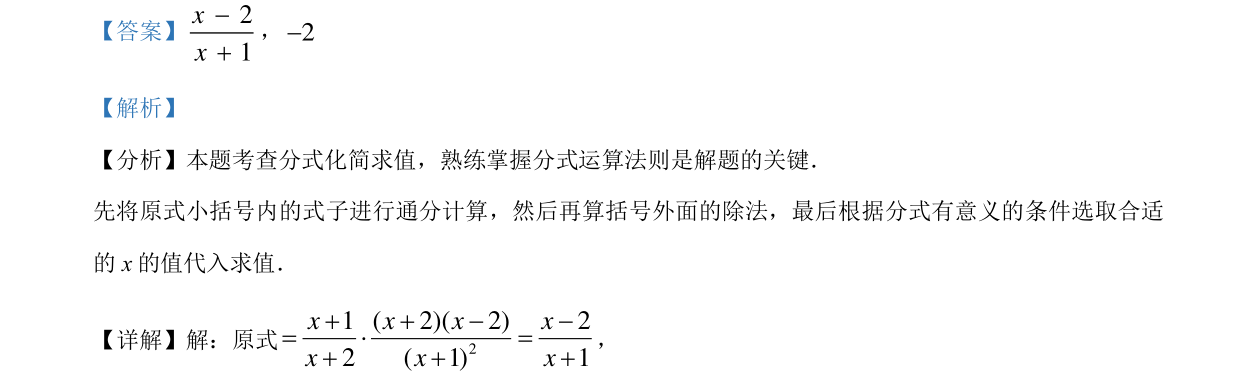 【答案】$\frac{x-2}{x+1}$，-2
【解析】
【分析】本题考查分式化简求值，熟练掌握分式运算法则是解题的关键．
先将原式小括号内的式子进行通分计算，然后再算括号外面的除法，最后根据分式有意义的条件选取合适
的 x 的值代入求值．
【详解】解：原式$=\frac{x+1}{x+2}\cdot\frac{(x+2)(x-2)}{(x+1)^2}=\frac{x-2}{x+1}$，